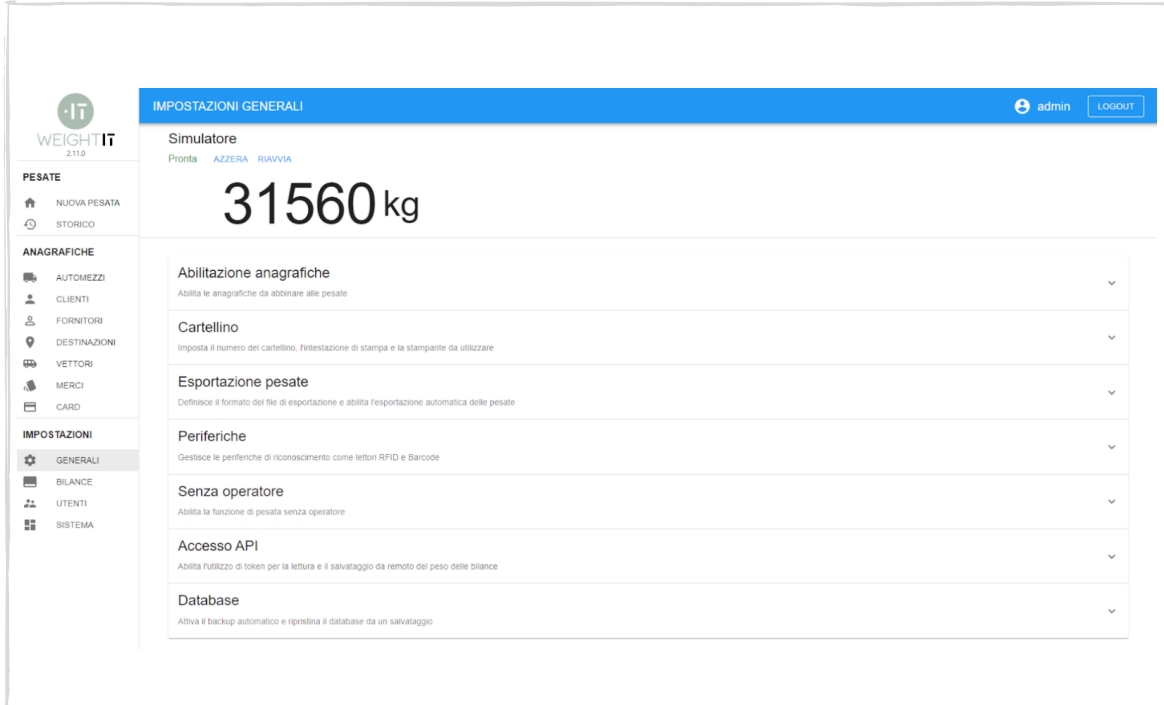 ·IT
WEIGHTIT
2.11.0
PESATE
NUOVA PESATA
STORICO
ANAGRAFICHE
AUTOMEZZI
CLIENTI
FORNITORI
DESTINAZIONI
VETTORI
MERCI
CARD
IMPOSTAZIONI
GENERALI
BILANCE
UTENTI
SISTEMA
IMPOSTAZIONI GENERALI admin LOGOUT
Simulatore
Pronta AZZERA RIAVVIA
31560 kg
Abilitazione anagrafiche
Abilita le anagrafiche da abbinare alle pesate
Cartellino
Imposta il numero del cartellino, l'intestazione di stampa e la stampante da utilizzare
Esportazione pesate
Definisce il formato del file di esportazione e abilita l'esportazione automatica delle pesate
Periferiche
Gestisce le periferiche di riconoscimento come lettori RFID e Barcode
Senza operatore
Abilita la funzione di pesata senza operatore
Accesso API
Abilita l'utilizzo di token per la lettura e il salvataggio da remoto del peso delle bilance
Database
Attiva il backup automatico e ripristina il database da un salvataggio